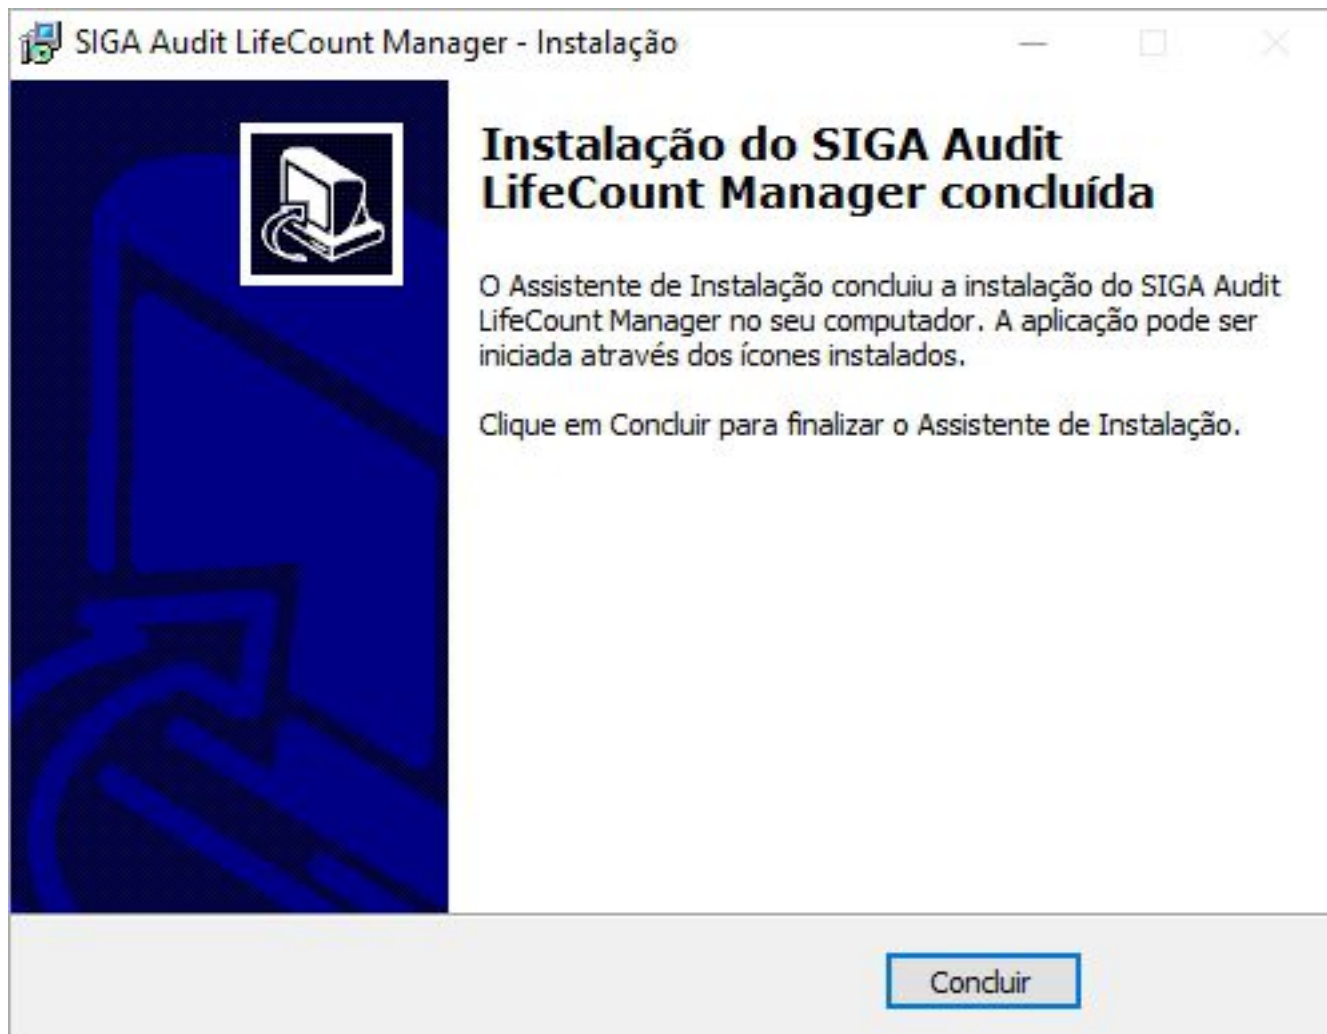 SIGA Audit LifeCount Manager - Instalação
Instalação do SIGA Audit
LifeCount Manager concluída
O Assistente de Instalação concluiu a instalação do SIGA Audit
LifeCount Manager no seu computador. A aplicação pode ser
iniciada através dos ícones instalados.
Clique em Concluir para finalizar o Assistente de Instalação.
Concluir